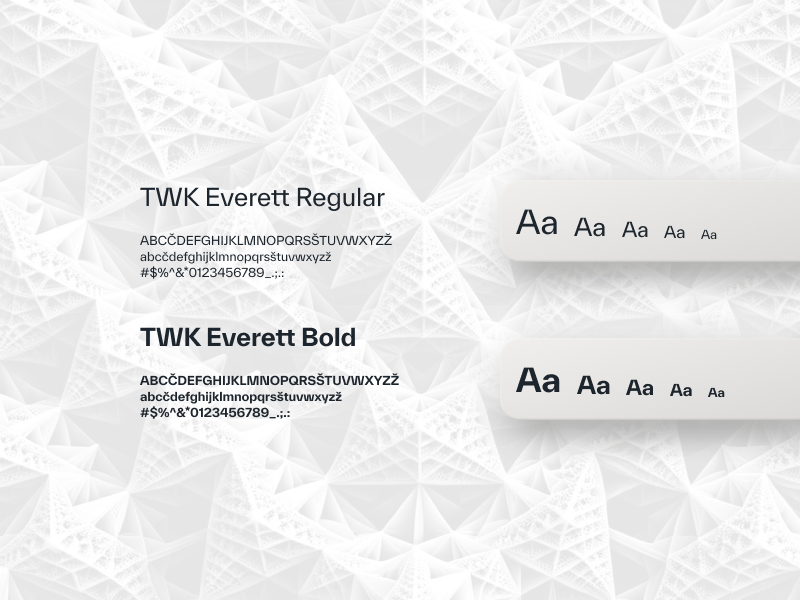 TWK Everett Regular
ABCČDEFGHIJKLMNOPQRSŠTUVWXYZŽ
abcčdefghijklmnopqrsštuvwxyzž
#$%^&*0123456789_.;.:
Aa Aa Aa Aa Aa
TWK Everett Bold
ABCČDEFGHIJKLMNOPQRSŠTUVWXYZŽ
abcčdefghijklmnopqrsštuvwxyzž
#$%^&*0123456789_.;.:
Aa Aa Aa Aa Aa